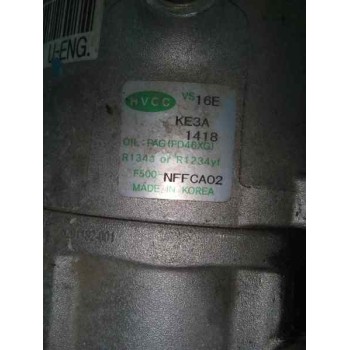 U-ENG.
HVCC
VS16E
KE3A
1418
OIL:PAG(FD46XG)
R134a or R1234yf
F500 NFFCA02
MADE IN KOREA